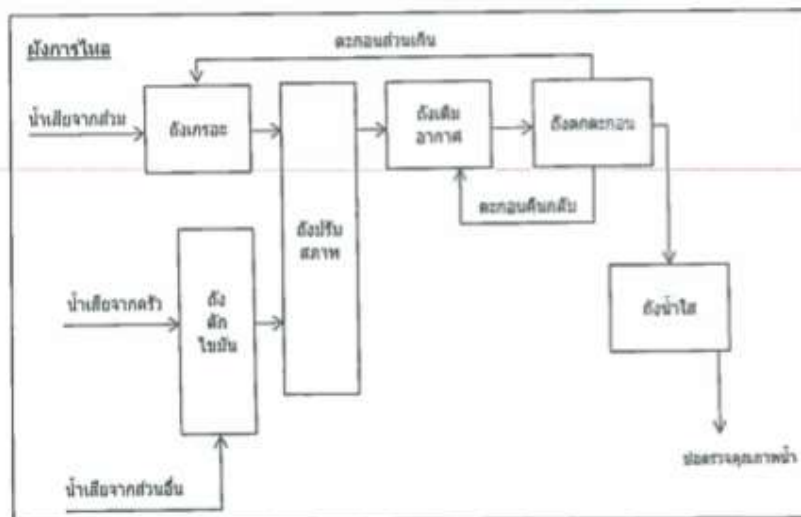 ผังการไหล
ตะกอนส่วนเกิน
น้ำเสียจากส้วม
ถังเกรอะ
ถังเติม
อากาศ
ถังตกตะกอน
ตะกอนคืนกลับ
ถังปรับ
สภาพ
น้ำเสียจากครัว
ถัง
ดัก
ไขมัน
ถังน้ำใส
บ่อตรวจคุณภาพน้ำ
น้ำเสียจากส่วนอื่น